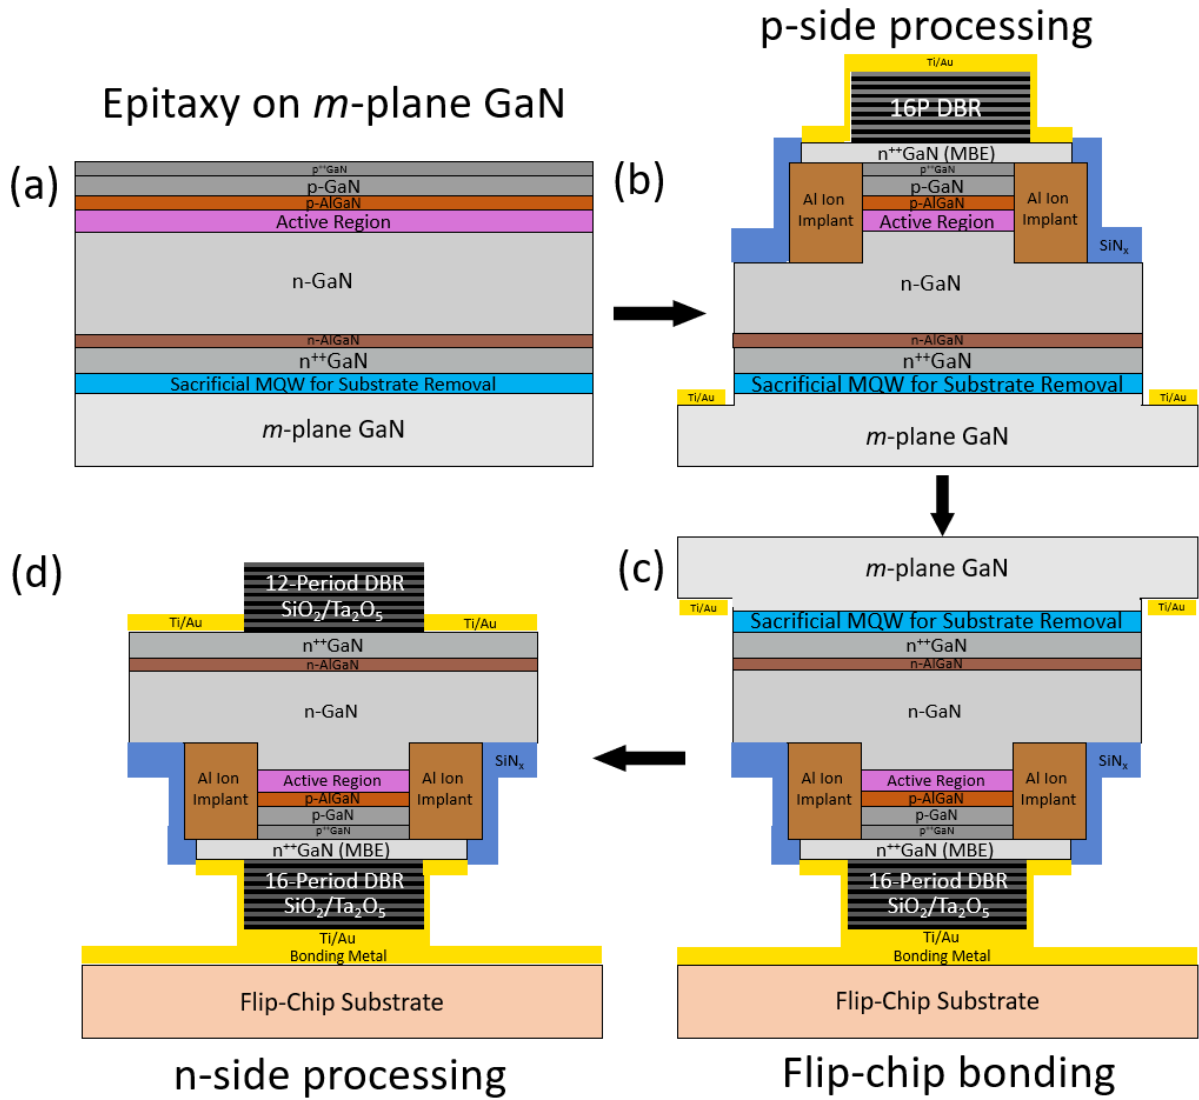 Epitaxy on m-plane GaN
(a)
p⁺⁺GaN
p-GaN
p-AlGaN
Active Region
n-GaN
n-AlGaN
n⁺⁺GaN
Sacrificial MQW for Substrate Removal
m-plane GaN
p-side processing
(b)
Ti/Au
16P DBR
n⁺⁺GaN (MBE)
p⁺⁺GaN
p-GaN
p-AlGaN
Active Region
Al Ion
Implant
Al Ion
Implant
SiNₓ
n-GaN
n-AlGaN
n⁺⁺GaN
Sacrificial MQW for Substrate Removal
Ti/Au
Ti/Au
m-plane GaN
(c)
m-plane GaN
Ti/Au
Ti/Au
Sacrificial MQW for Substrate Removal
n⁺⁺GaN
n-AlGaN
n-GaN
SiNₓ
Al Ion
Implant
Al Ion
Implant
Active Region
p-AlGaN
p-GaN
p⁺⁺GaN
n⁺⁺GaN (MBE)
16-Period DBR
SiO₂/Ta₂O₅
Ti/Au
Bonding Metal
Flip-Chip Substrate
Flip-chip bonding
(d)
12-Period DBR
SiO₂/Ta₂O₅
Ti/Au
Ti/Au
n⁺⁺GaN
n-AlGaN
n-GaN
SiNₓ
Al Ion
Implant
Al Ion
Implant
Active Region
p-AlGaN
p-GaN
p⁺⁺GaN
n⁺⁺GaN (MBE)
16-Period DBR
SiO₂/Ta₂O₅
Ti/Au
Bonding Metal
Flip-Chip Substrate
n-side processing